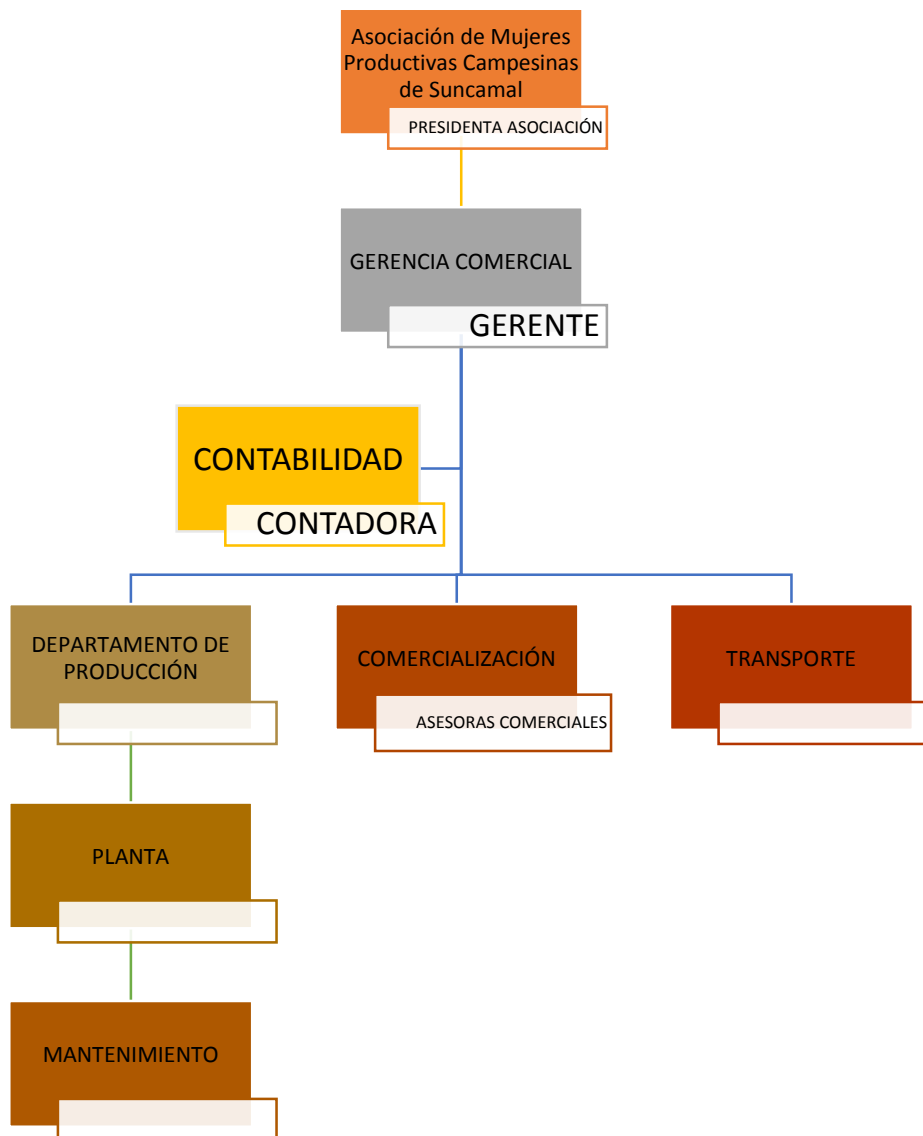 Asociación de Mujeres
Productivas Campesinas
de Suncamal
PRESIDENTA ASOCIACIÓN
GERENCIA COMERCIAL
GERENTE
CONTABILIDAD
CONTADORA
DEPARTAMENTO DE
PRODUCCIÓN
COMERCIALIZACIÓN
ASESORAS COMERCIALES
TRANSPORTE
PLANTA
MANTENIMIENTO